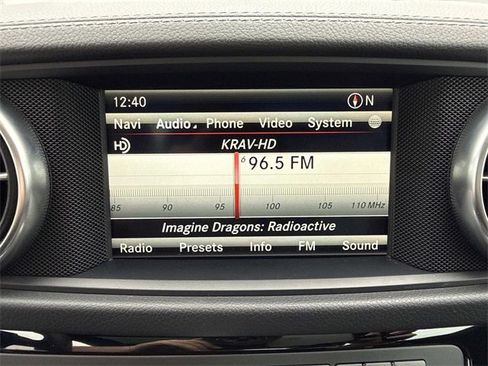 12:40 N
Navi Audio Phone Video System
HD KRAV-HD
6 96.5 FM
85 90 95 100 105 110 MHz
Imagine Dragons: Radioactive
Radio Presets Info FM Sound